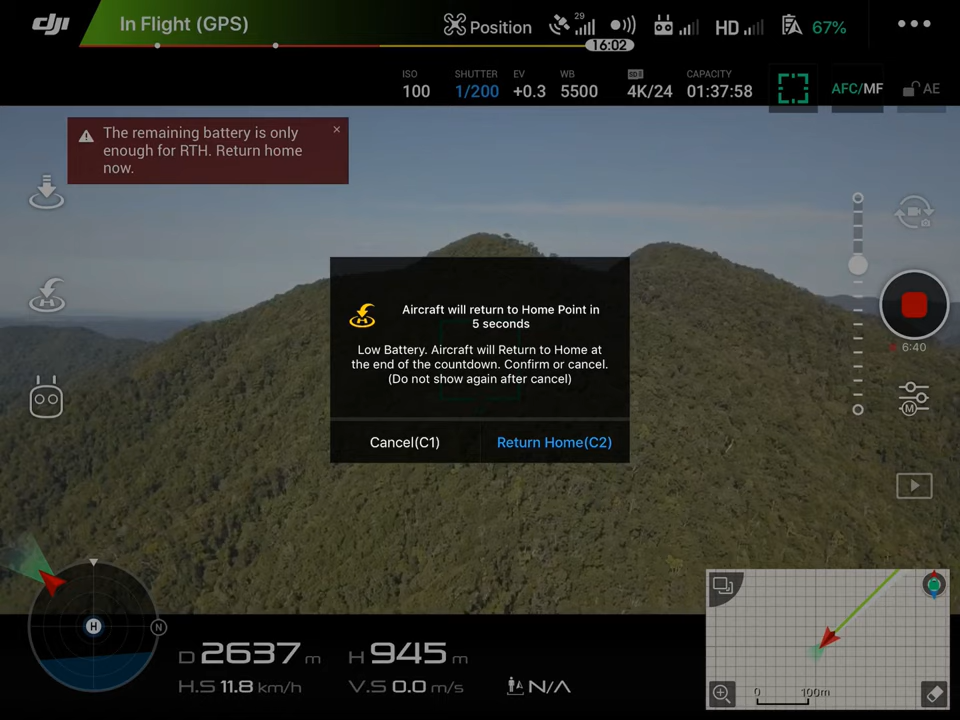 dji
In Flight (GPS)
Position
29
HD
67%
16:02
ISO
100
SHUTTER
1/200
EV
+0.3
WB
5500
SD
4K/24
CAPACITY
01:37:58
AFC/MF
AE
The remaining battery is only
enough for RTH. Return home
now.
×
Aircraft will return to Home Point in
5 seconds
Low Battery. Aircraft will Return to Home at
the end of the countdown. Confirm or cancel.
(Do not show again after cancel)
Cancel(C1)
Return Home(C2)
6:40
M
H
N
D 2637 m
H 945 m
H.S 11.8 km/h
V.S 0.0 m/s
N/A
0
100m